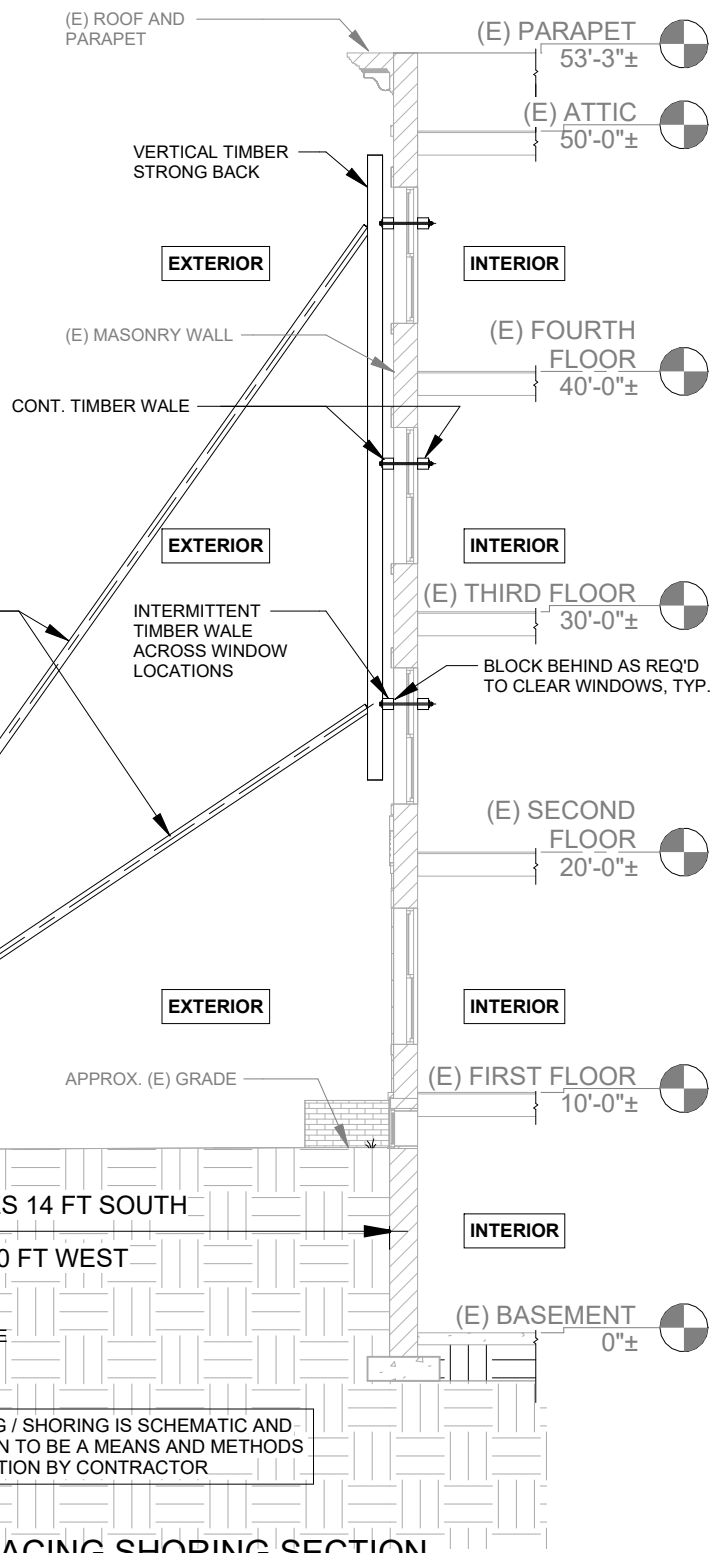 (E) ROOF AND
PARAPET
(E) PARAPET
53'-3"±
(E) ATTIC
50'-0"±
VERTICAL TIMBER
STRONG BACK
EXTERIOR
INTERIOR
(E) MASONRY WALL
(E) FOURTH
FLOOR
40'-0"±
CONT. TIMBER WALE
EXTERIOR
INTERIOR
(E) THIRD FLOOR
30'-0"±
INTERMITTENT
TIMBER WALE
ACROSS WINDOW
LOCATIONS
BLOCK BEHIND AS REQ'D
TO CLEAR WINDOWS, TYP.
(E) SECOND
FLOOR
20'-0"±
EXTERIOR
INTERIOR
APPROX. (E) GRADE
(E) FIRST FLOOR
10'-0"±
14 FT SOUTH
FT WEST
INTERIOR
(E) BASEMENT
0"±
/ SHORING IS SCHEMATIC AND
TO BE A MEANS AND METHODS
BY CONTRACTOR
SHORING SECTION